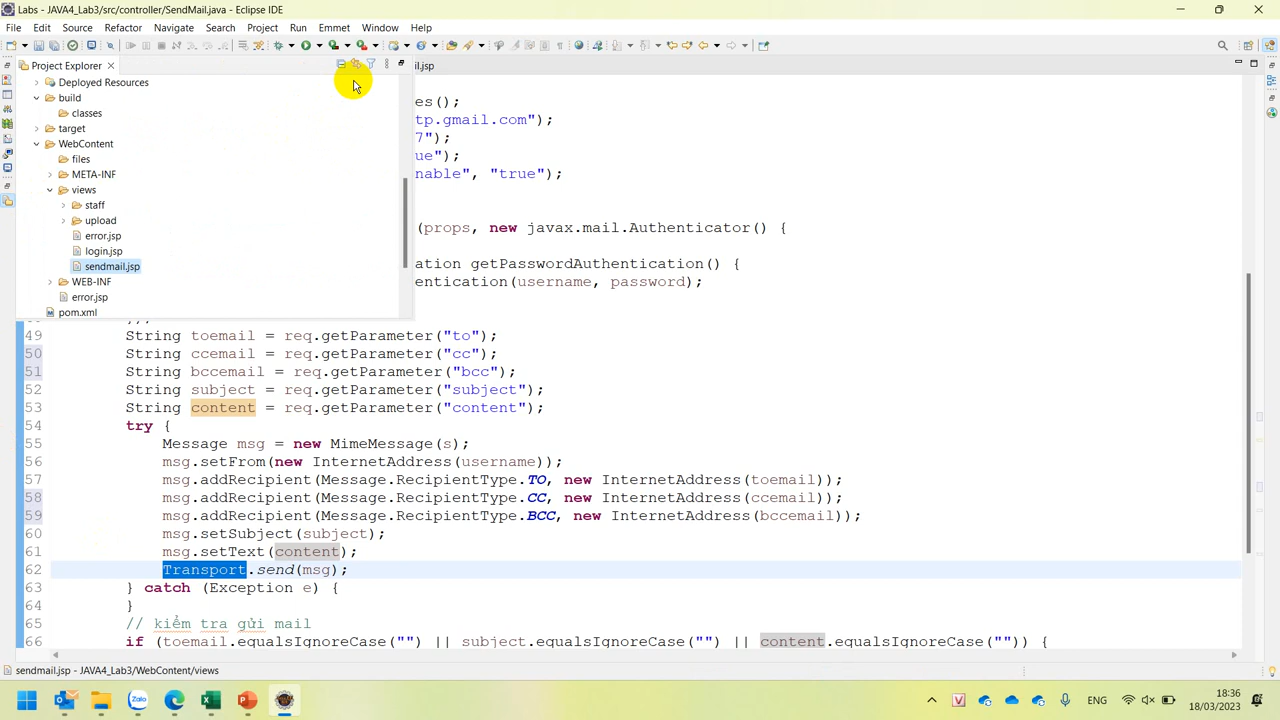 Labs - JAVA4_Lab3/src/controller/SendMail.java - Eclipse IDE
File Edit Source Refactor Navigate Search Project Run Emmet Window Help
Project Explorer
il.jsp
Deployed Resources
build
classes
target
WebContent
files
META-INF
views
staff
upload
error.jsp
login.jsp
sendmail.jsp
WEB-INF
error.jsp
pom.xml
es();
tp.gmail.com");
7");
ue");
nable", "true");
(props, new javax.mail.Authenticator() {
ation getPasswordAuthentication() {
entication(username, password);
49 String toemail = req.getParameter("to");
50 String ccemail = req.getParameter("cc");
51 String bccemail = req.getParameter("bcc");
52 String subject = req.getParameter("subject");
53 String content = req.getParameter("content");
54 try {
55 Message msg = new MimeMessage(s);
56 msg.setFrom(new InternetAddress(username));
57 msg.addRecipient(Message.RecipientType.TO, new InternetAddress(toemail));
58 msg.addRecipient(Message.RecipientType.CC, new InternetAddress(ccemail));
59 msg.addRecipient(Message.RecipientType.BCC, new InternetAddress(bccemail));
60 msg.setSubject(subject);
61 msg.setText(content);
62 Transport.send(msg);
63 } catch (Exception e) {
64 }
65 // kiểm tra gửi mail
66 if (toemail.equalsIgnoreCase("") || subject.equalsIgnoreCase("") || content.equalsIgnoreCase("")) {
sendmail.jsp - JAVA4_Lab3/WebContent/views
Zalo
ENG
18:36
18/03/2023